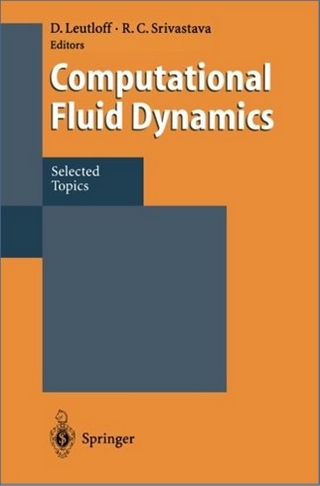 D. Leutloff · R. C. Srivastava
Editors
Computational
Fluid Dynamics
Selected
Topics
Springer